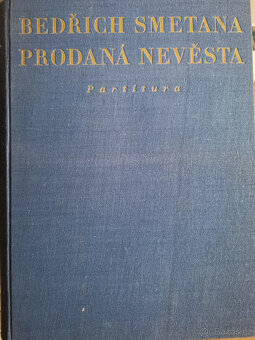 BEDŘICH SMETANA
PRODANÁ NEVĚSTA
Partitura